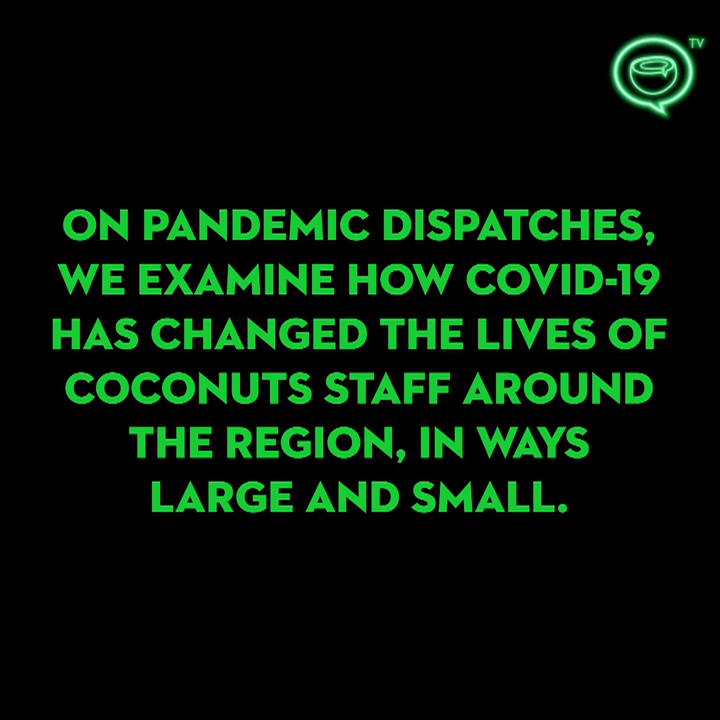 TV
ON PANDEMIC DISPATCHES,
WE EXAMINE HOW COVID-19
HAS CHANGED THE LIVES OF
COCONUTS STAFF AROUND
THE REGION, IN WAYS
LARGE AND SMALL.